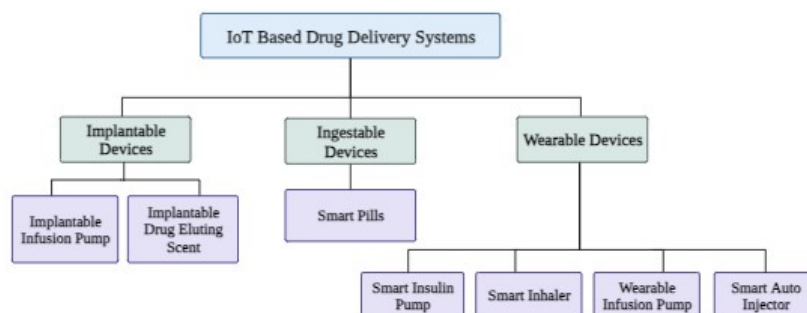 IoT Based Drug Delivery Systems
Implantable
Devices
Ingestable
Devices
Wearable Devices
Implantable
Infusion Pump
Implantable
Drug Eluting
Scent
Smart Pills
Smart Insulin
Pump
Smart Inhaler
Wearable
Infusion Pump
Smart Auto
Injector